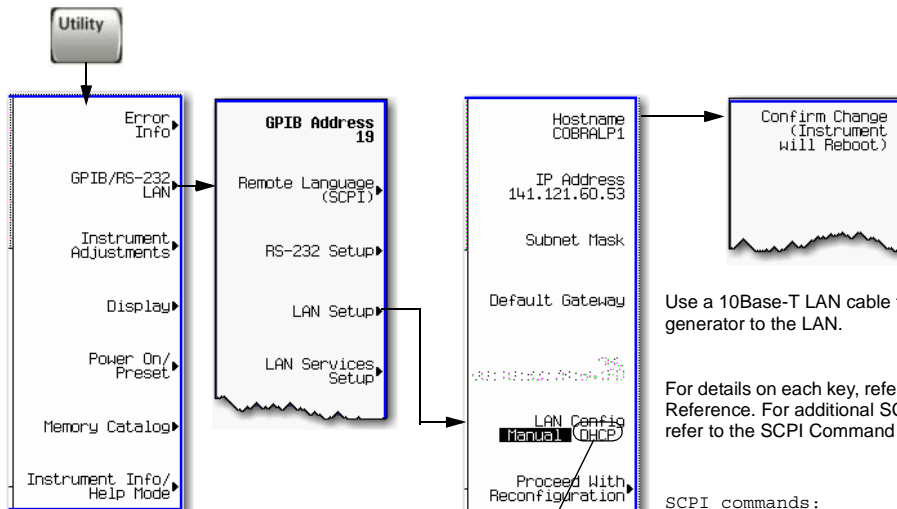 Utility
Error
Info
GPIB/RS-232
LAN
Instrument
Adjustments
Display
Power On/
Preset
Memory Catalog
Instrument Info/
Help Mode
GPIB Address
19
Remote Language
(SCPI)
RS-232 Setup
LAN Setup
LAN Services
Setup
Hostname
COBRALP1
IP Address
141.121.60.53
Subnet Mask
Default Gateway
LAN Config
Manual DHCP
Proceed With
Reconfiguration
Confirm Change
(Instrument
will Reboot)
Use a 10Base-T LAN cable
generator to the LAN.
For details on each key, refe
Reference. For additional SC
refer to the SCPI Command
SCPI commands: